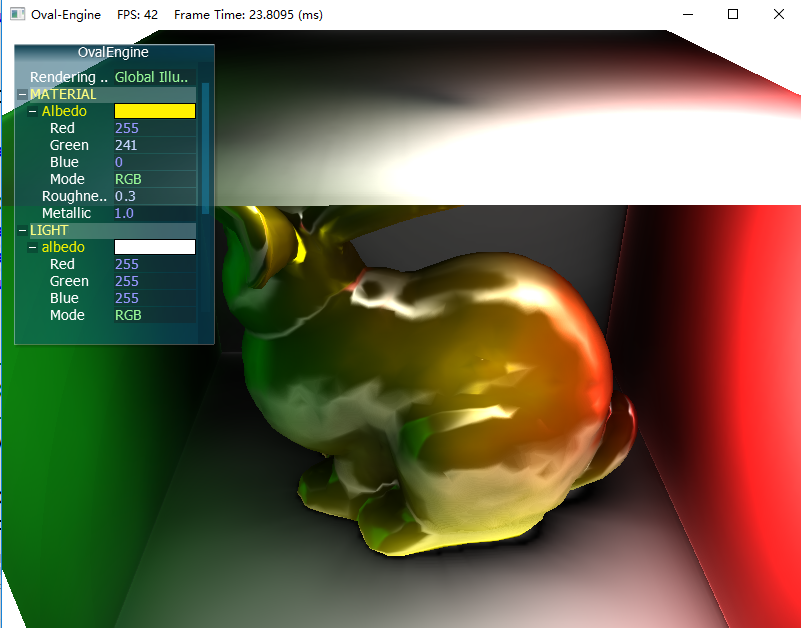 Oval-Engine FPS: 42 Frame Time: 23.8095 (ms)
OvalEngine
Rendering .. Global Illu..
MATERIAL
Albedo
Red 255
Green 241
Blue 0
Mode RGB
Roughne.. 0.3
Metallic 1.0
LIGHT
albedo
Red 255
Green 255
Blue 255
Mode RGB